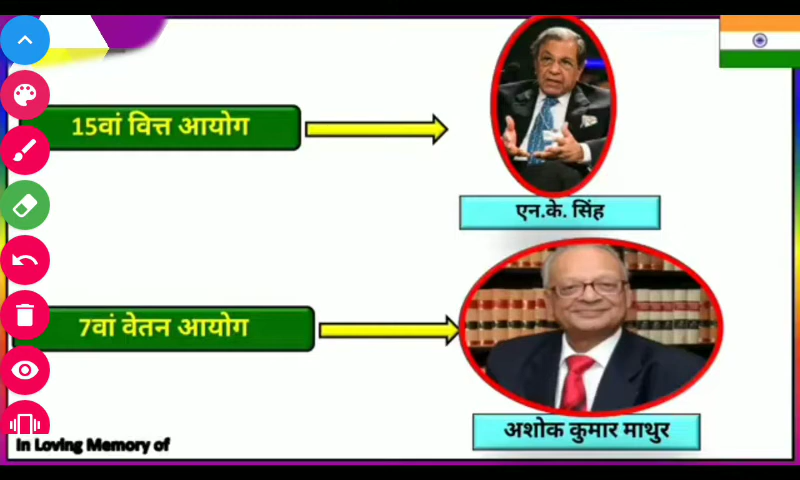 15वां वित्त आयोग
एन.के. सिंह
7वां वेतन आयोग
अशोक कुमार माथुर
In Loving Memory of